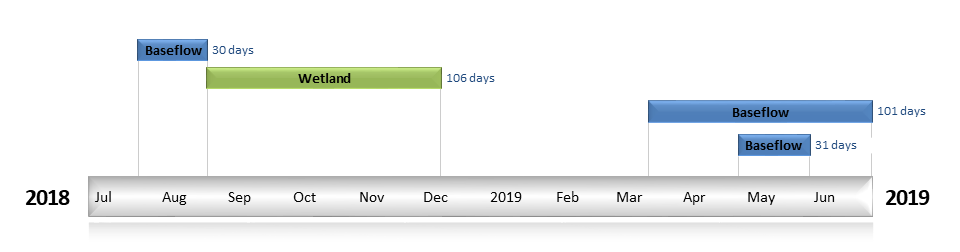 Baseflow 30 days
Wetland 106 days
Baseflow 101 days
Baseflow 31 days
2018 Jul Aug Sep Oct Nov Dec 2019 Feb Mar Apr May Jun 2019